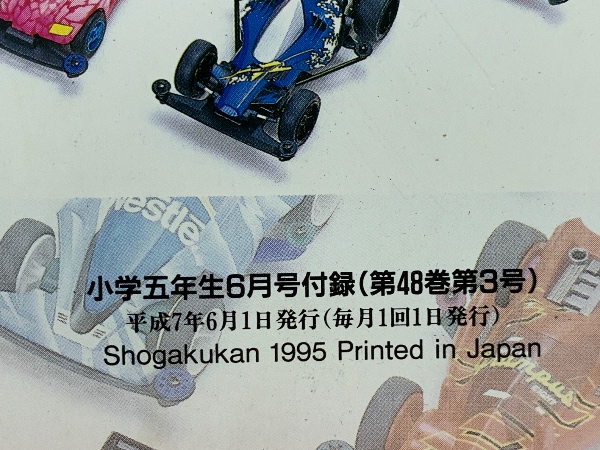 Nestlé
小学五年生6月号付録(第48巻第3号)
平成7年6月1日発行(毎月1回1日発行)
Shogakukan 1995 Printed in Japan